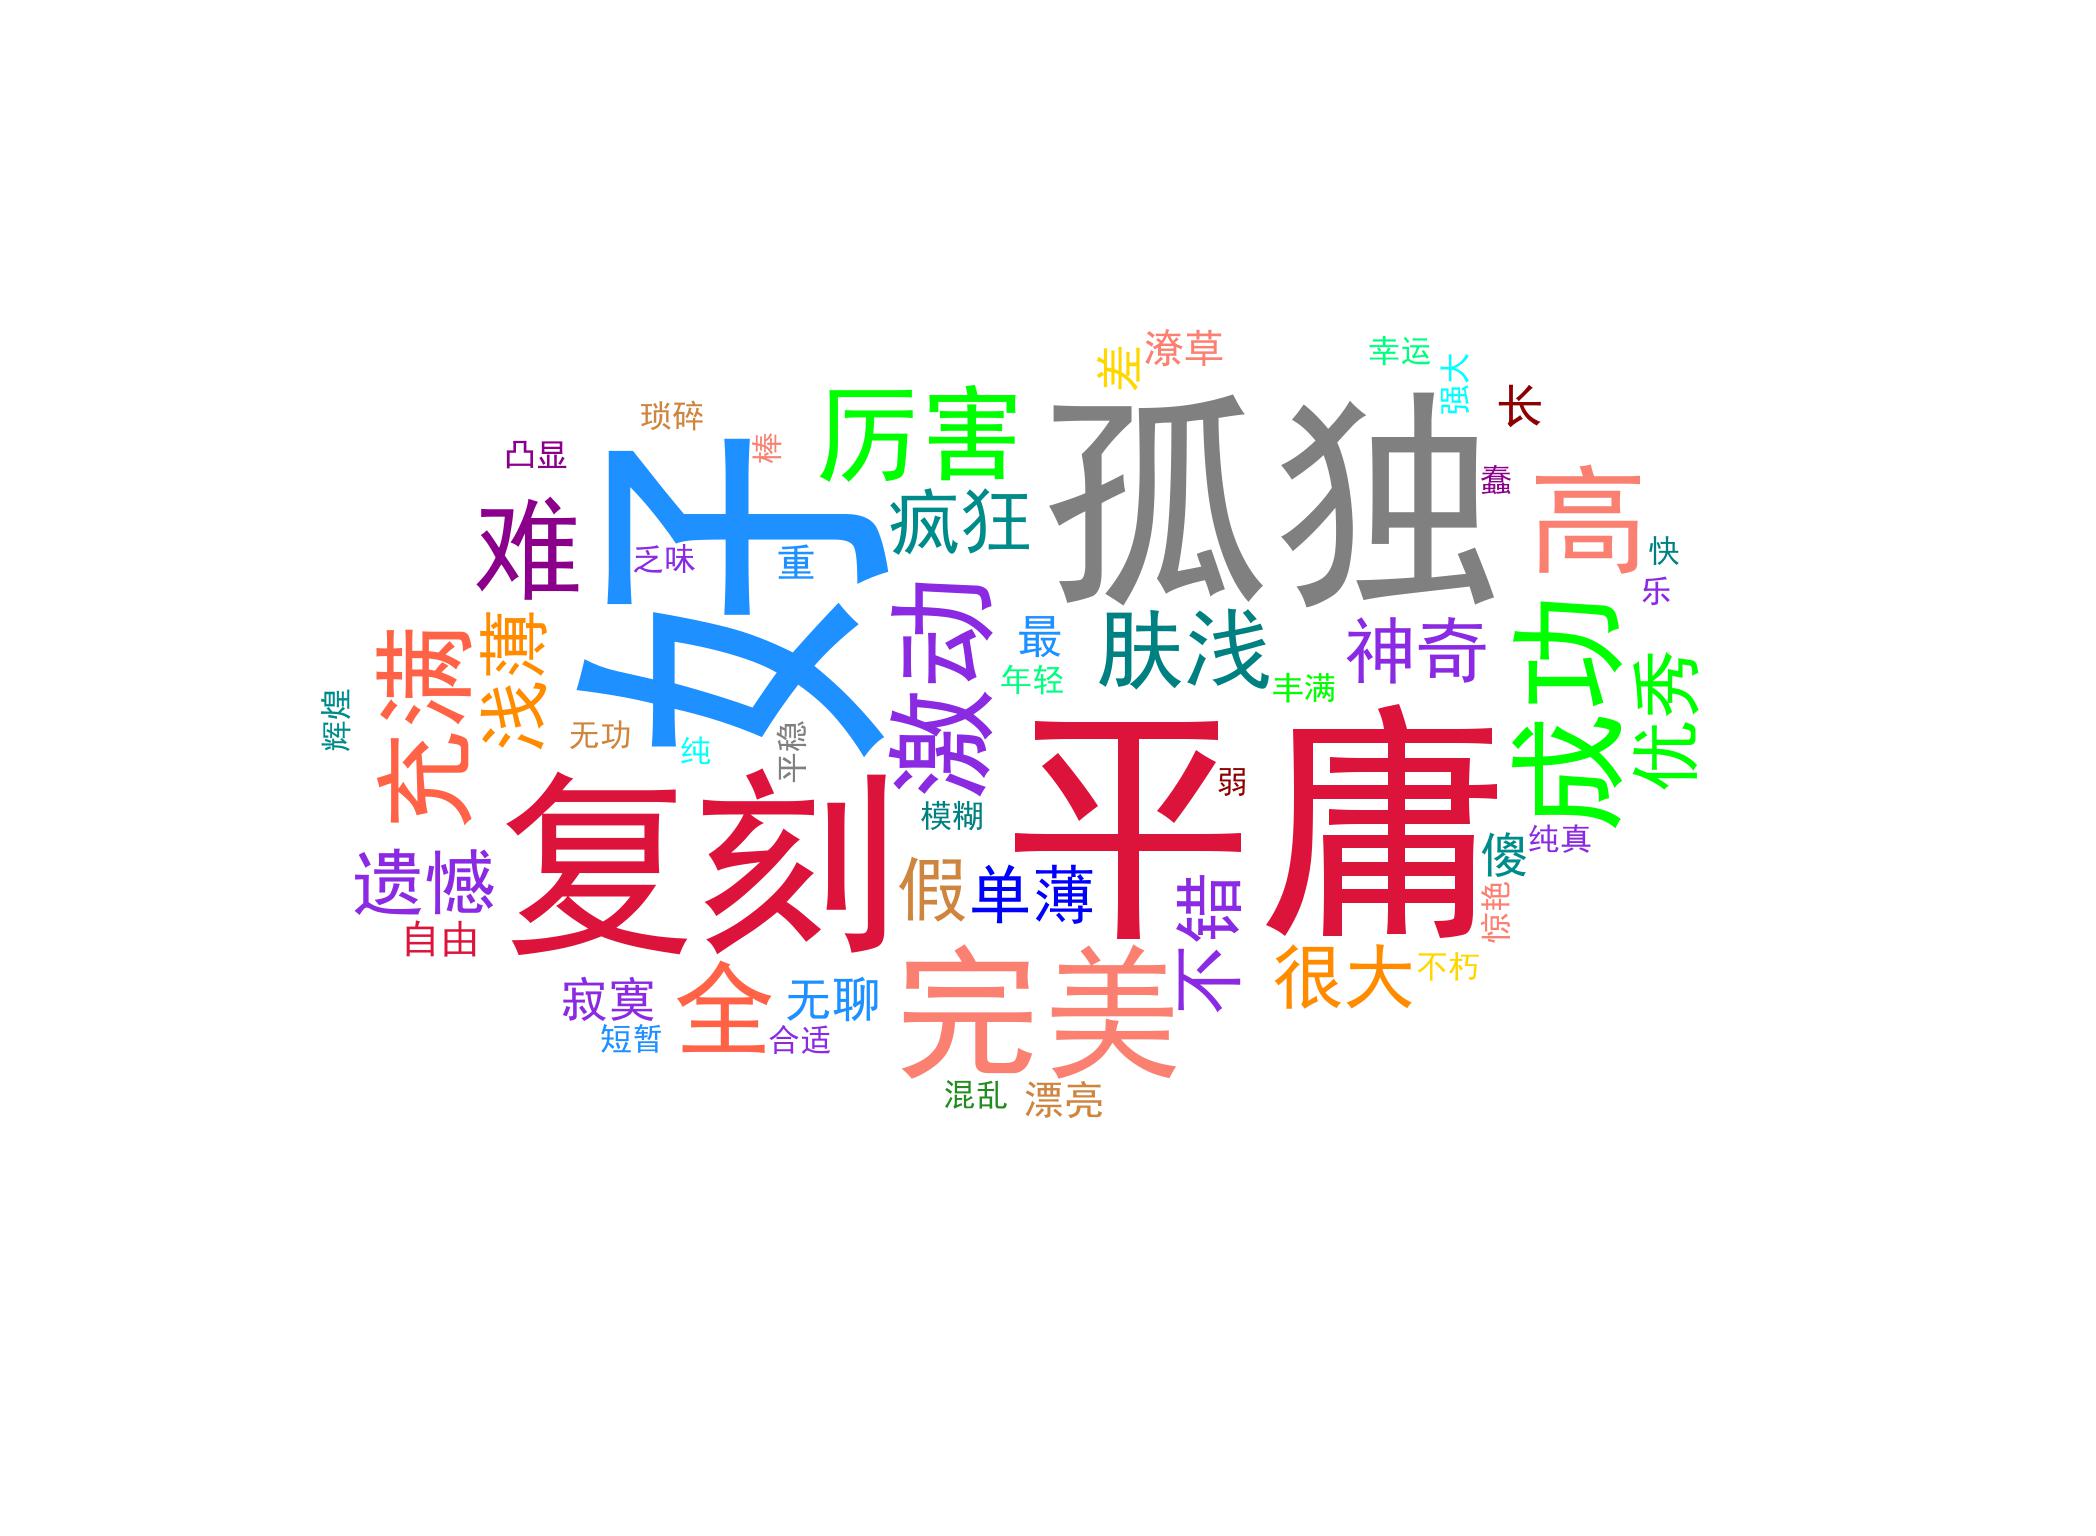 潦草
差
幸运
强大
长
琐碎
棒
厉害
孤独
凸显
蠢
高
难
好
疯狂
乏味
重
快
乐
激动
最
肤浅
神奇
成功
浅薄
充满
年轻
丰满
优秀
辉煌
无功
纯
平稳
复刻
模糊
平庸
弱
傻
纯真
遗憾
假
单薄
不错
惊艳
自由
很大
不朽
寂寞
全
无聊
完美
短暂
合适
混乱
漂亮